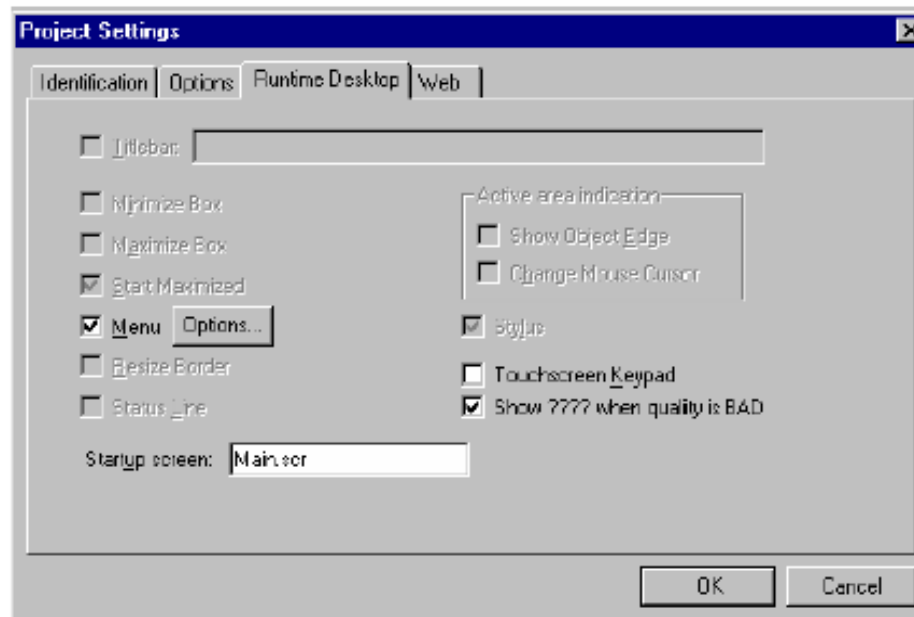 Project Settings
Identification Options Runtime Desktop Web
Titlebar:
Minimize Box
Maximize Box
Start Maximized
Menu Options...
Resize Border
Status Line
Active area indication
Show Object Edge
Change Mouse Cursor
Stylus
Touchscreen Keypad
Show ???? when quality is BAD
Startup screen: Main.scr
OK Cancel